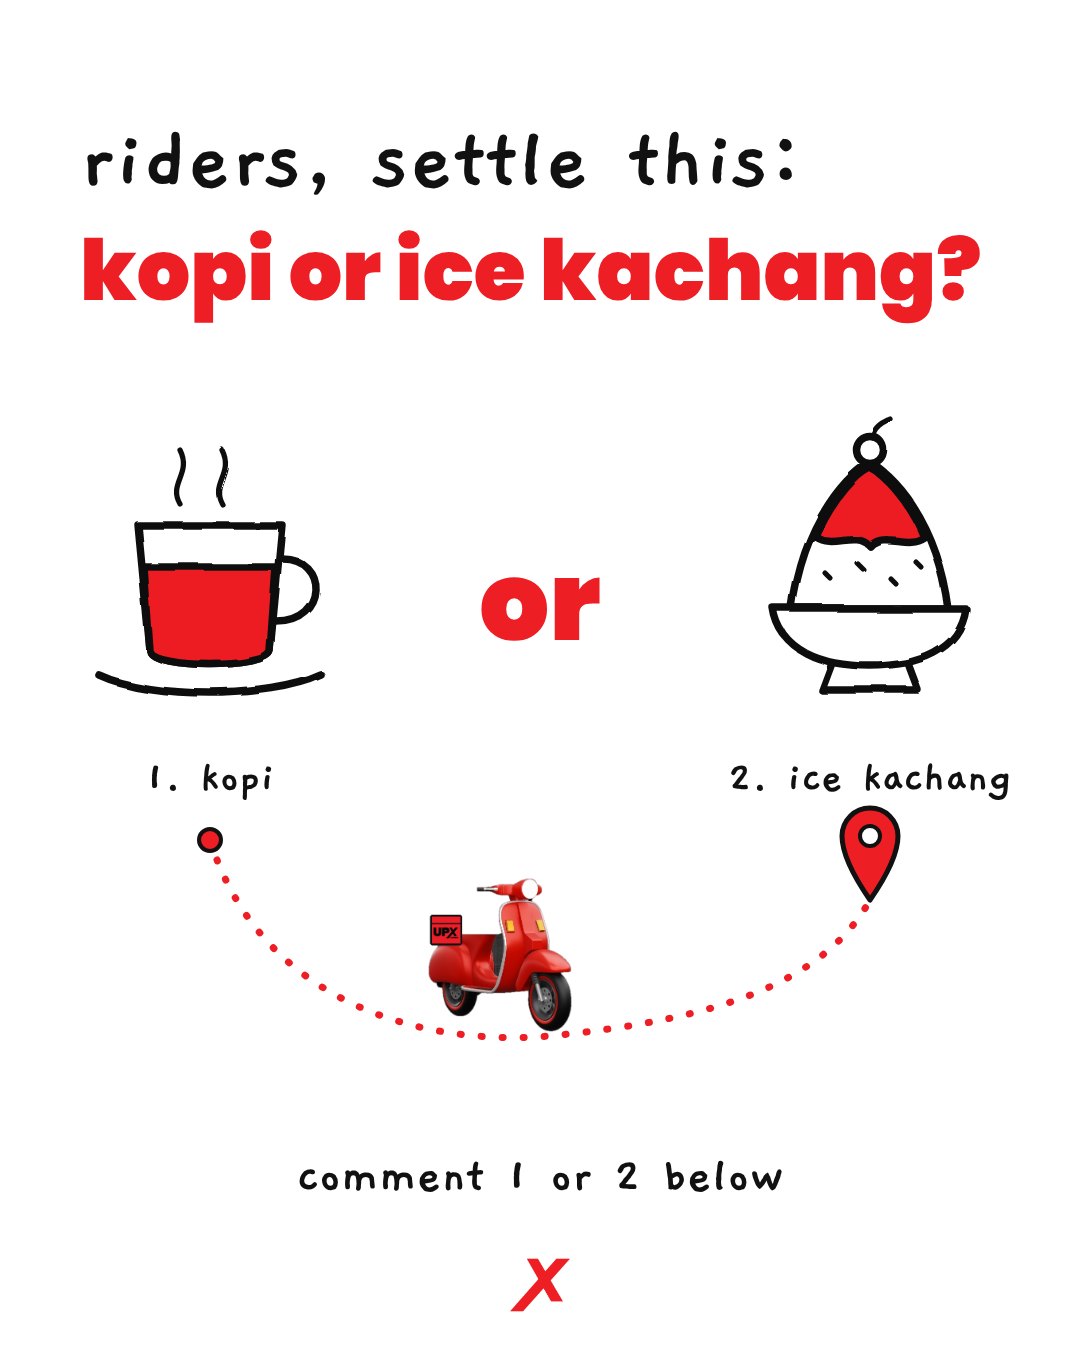 riders, settle this:
kopi or ice kachang?
or
1. kopi
2. ice kachang
UPX
comment 1 or 2 below
X